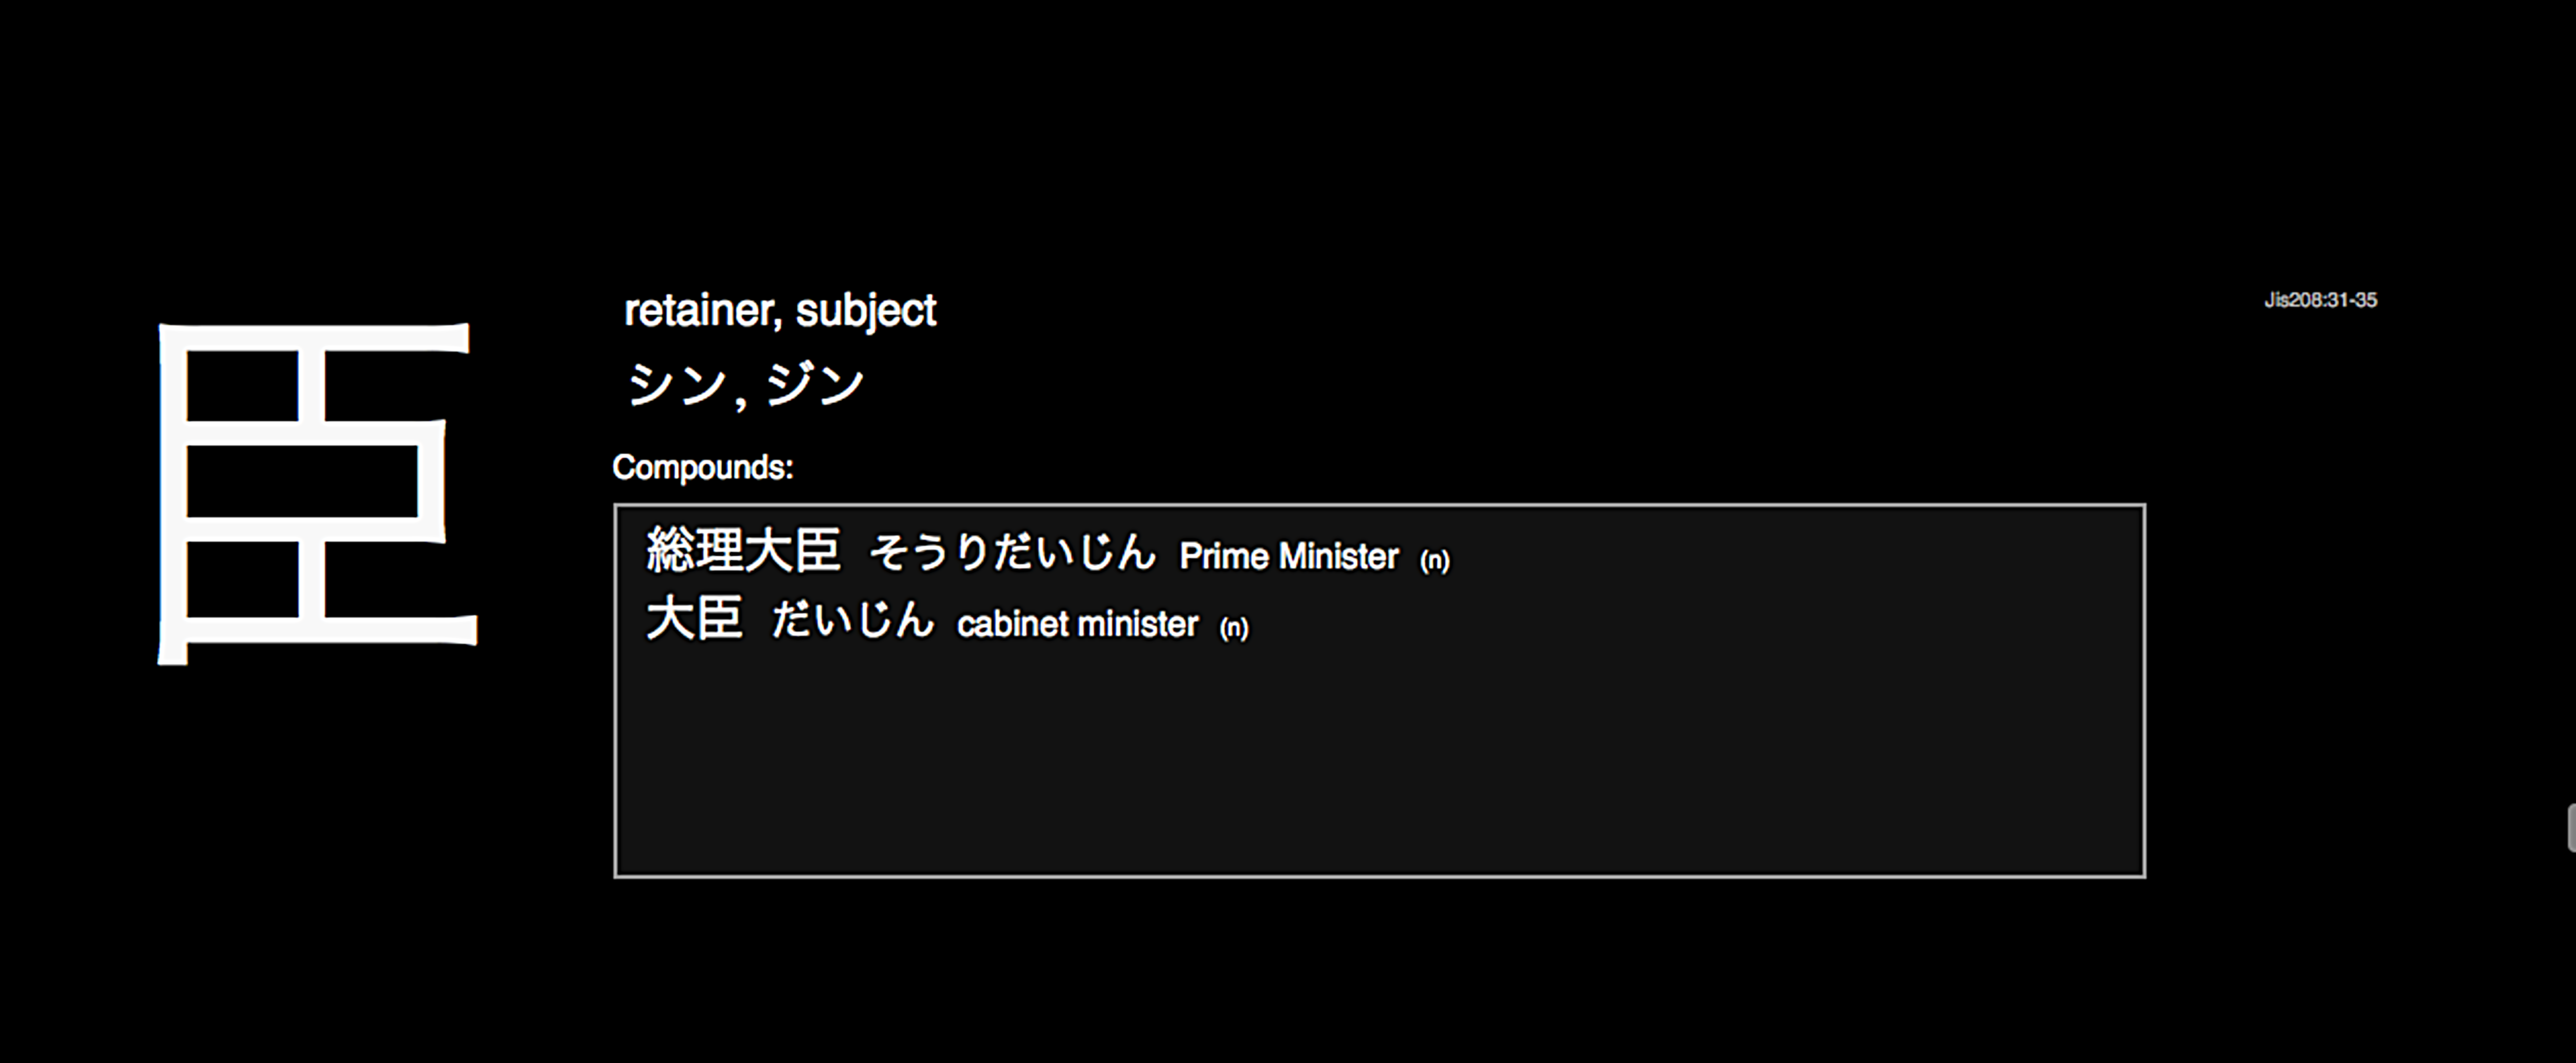 臣
retainer, subject
シン, ジン
Jis208:31-35
Compounds:
総理大臣 そうりだいじん Prime Minister (n)
大臣 だいじん cabinet minister (n)